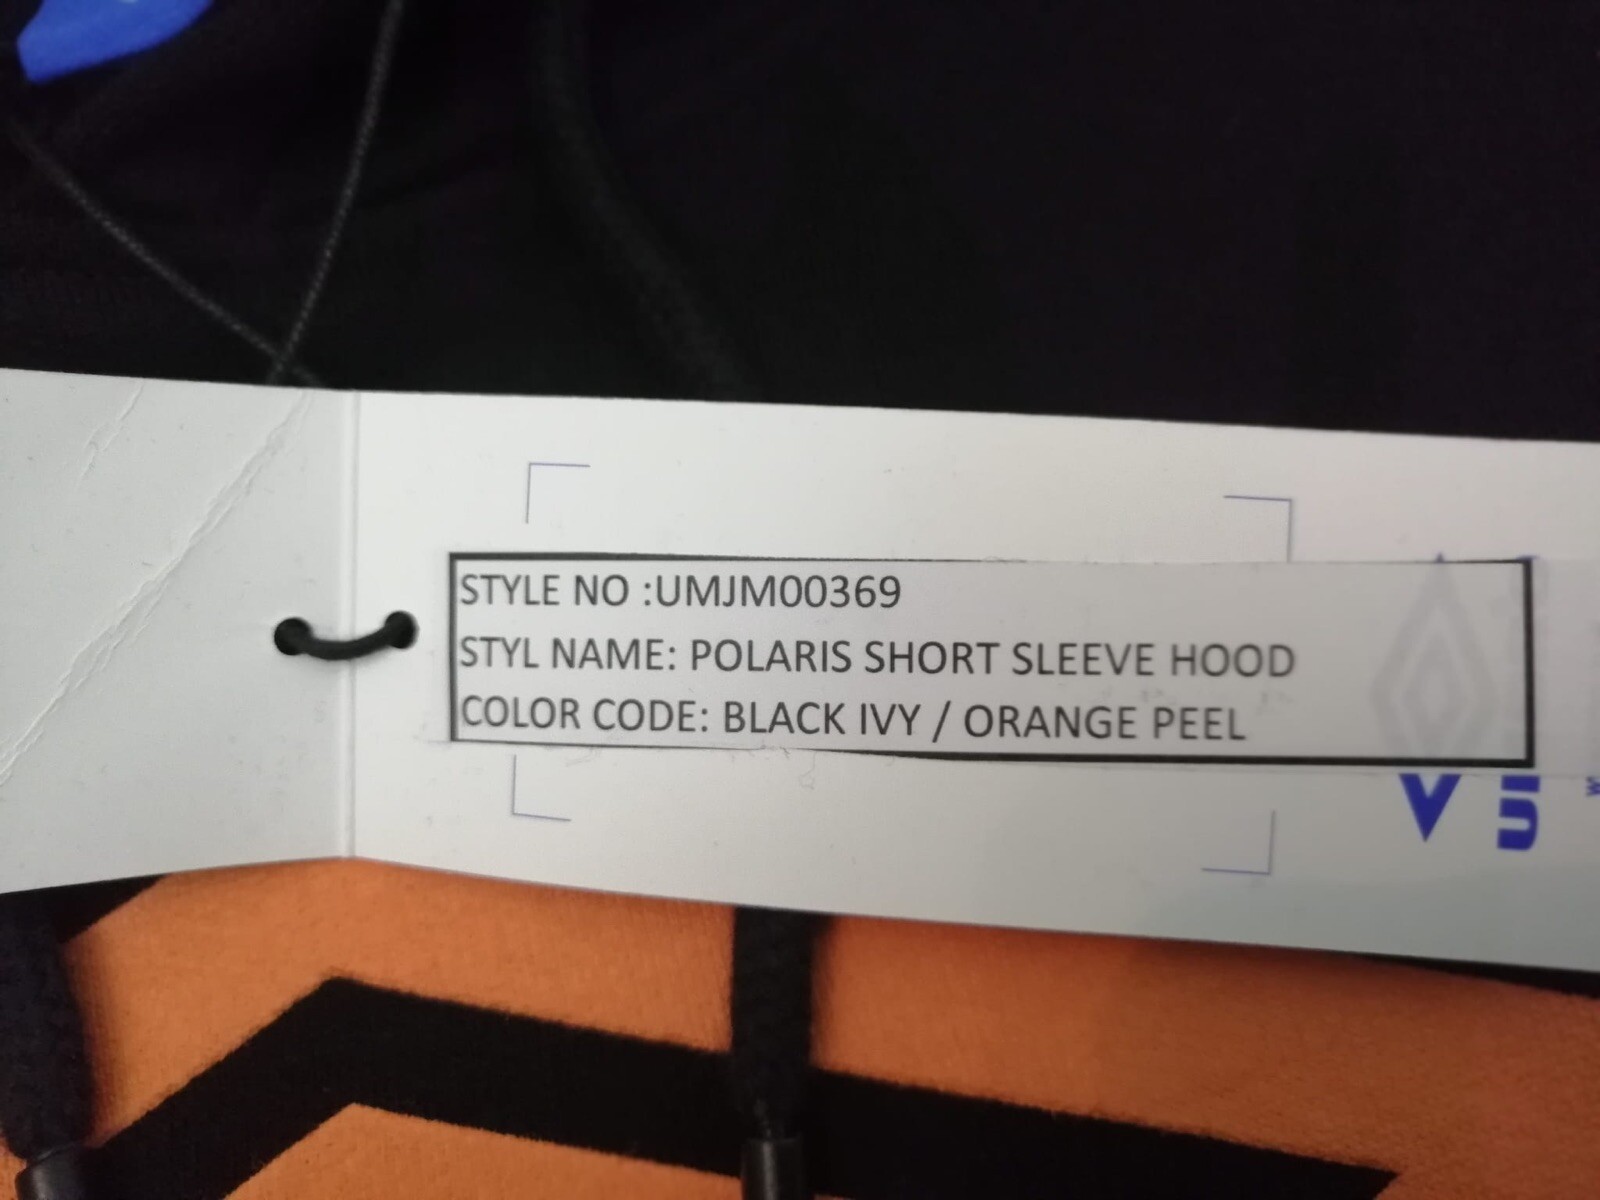 STYLE NO :UMJM00369
STYL NAME: POLARIS SHORT SLEEVE HOOD
COLOR CODE: BLACK IVY / ORANGE PEEL